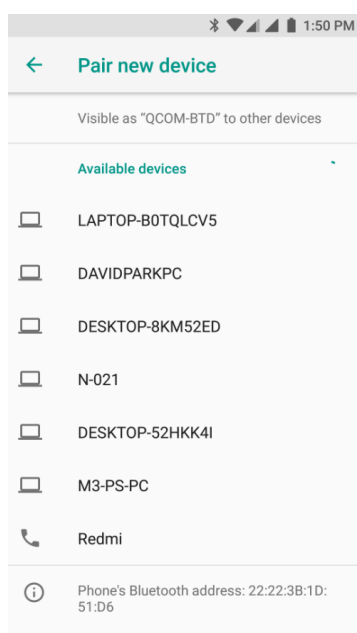 1:50 PM
Pair new device
Visible as “QCOM-BTD” to other devices
Available devices
LAPTOP-B0TQLCV5
DAVIDPARKPC
DESKTOP-8KM52ED
N-021
DESKTOP-52HKK4I
M3-PS-PC
Redmi
Phone's Bluetooth address: 22:22:3B:1D:
51:D6